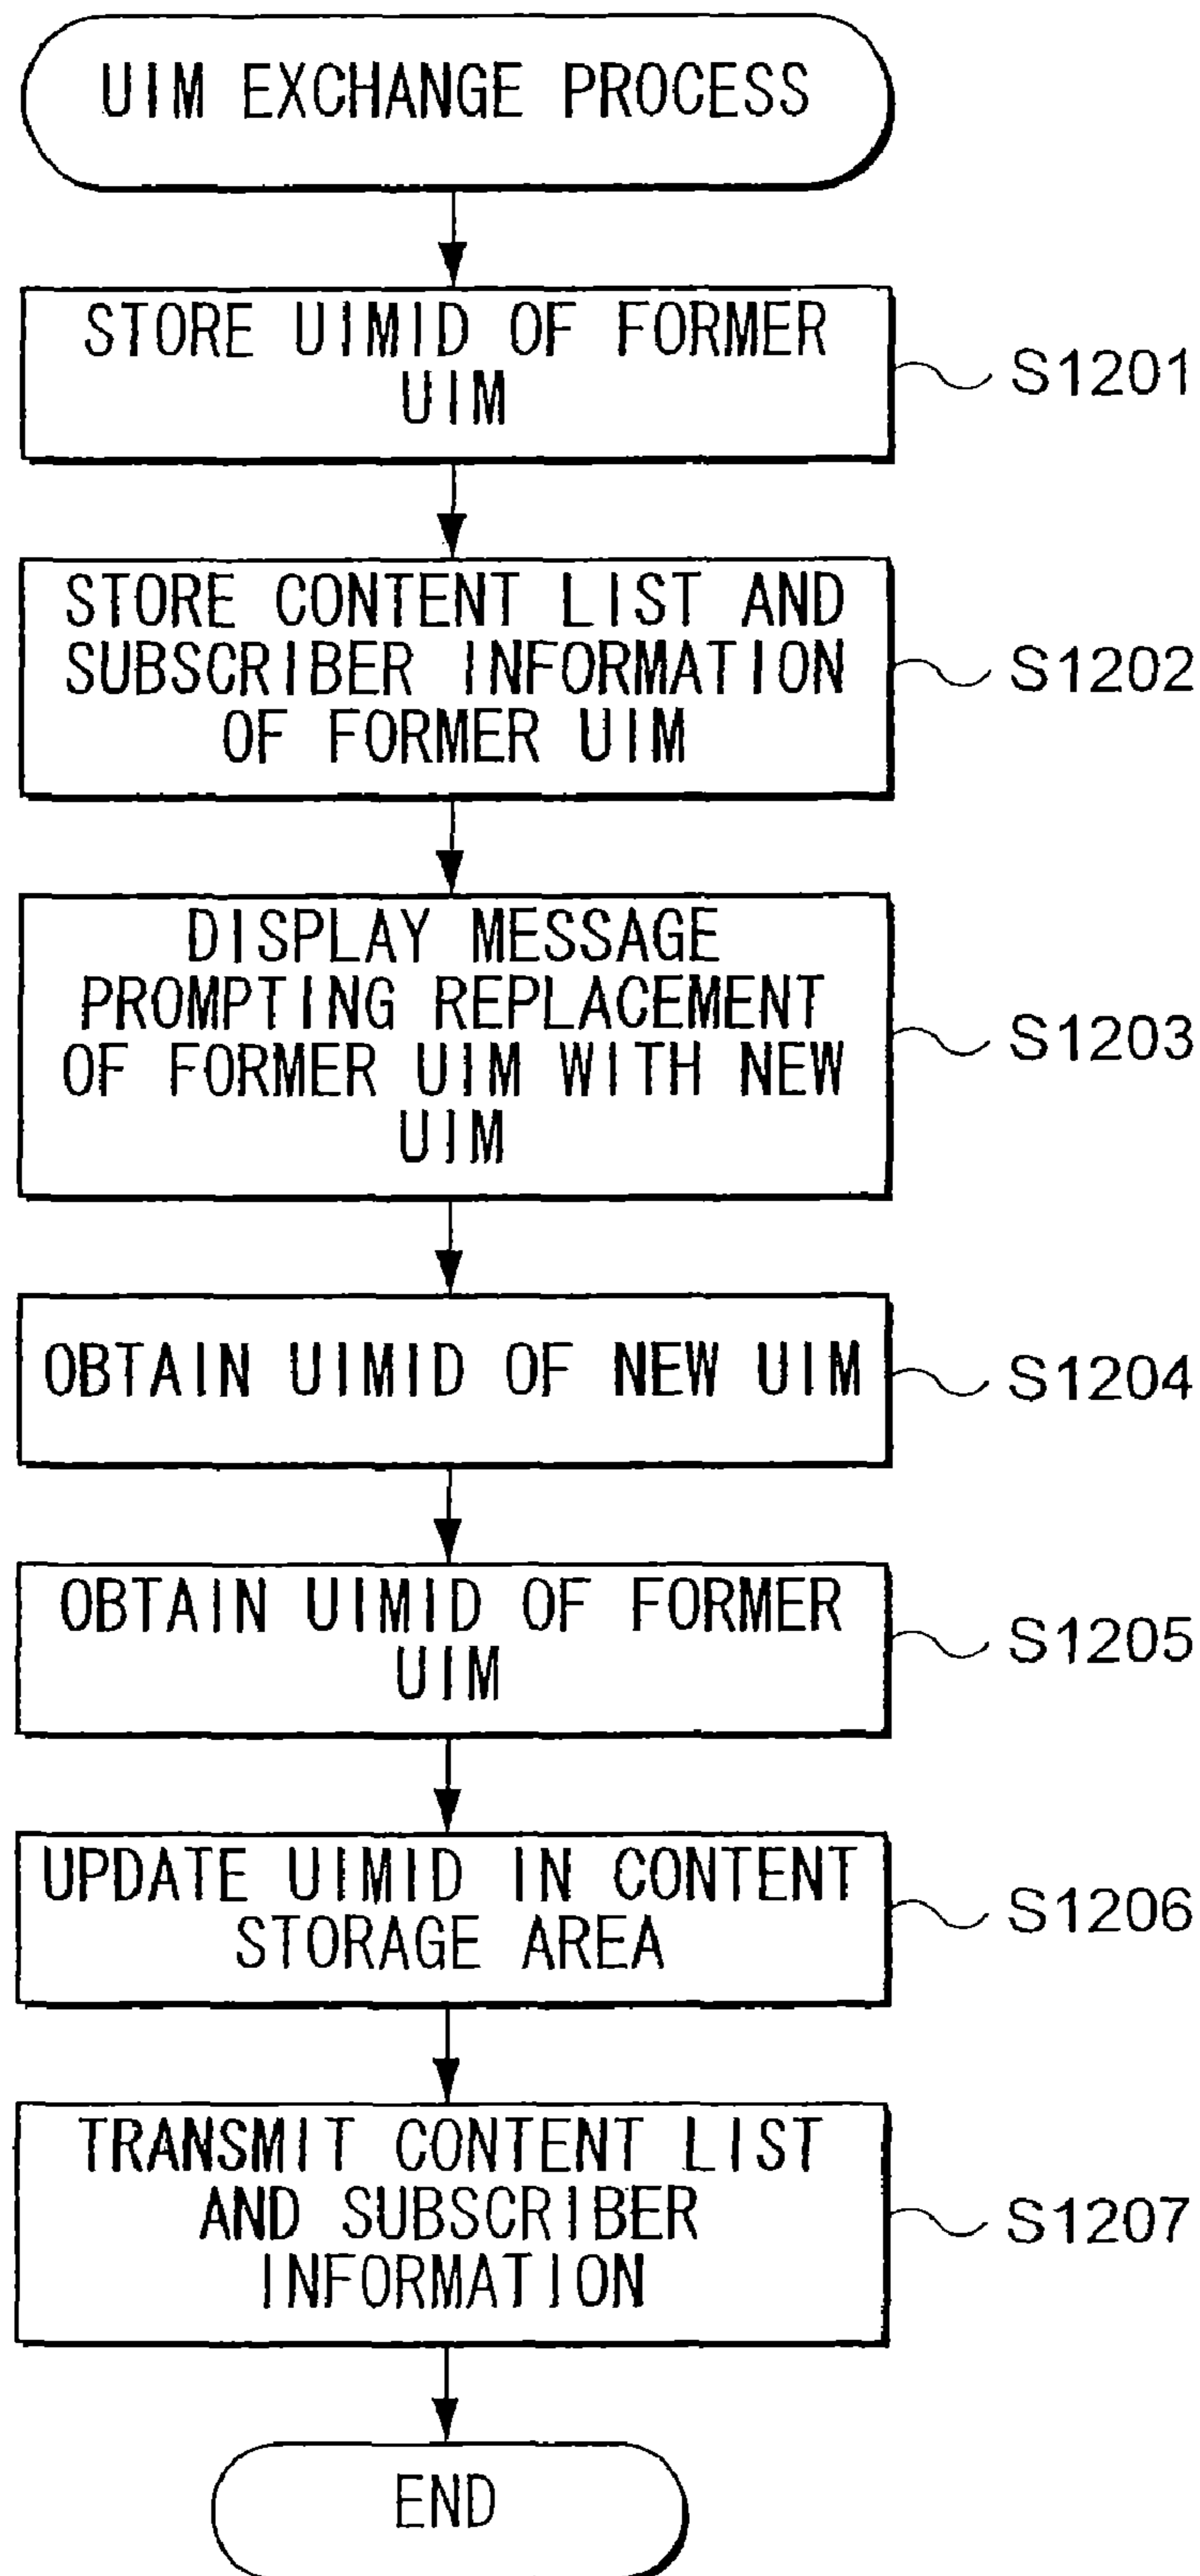 UIM EXCHANGE PROCESS
STORE UIMID OF FORMER
UIM
S1201
STORE CONTENT LIST AND
SUBSCRIBER INFORMATION
OF FORMER UIM
S1202
DISPLAY MESSAGE
PROMPTING REPLACEMENT
OF FORMER UIM WITH NEW
UIM
S1203
OBTAIN UIMID OF NEW UIM
S1204
OBTAIN UIMID OF FORMER
UIM
S1205
UPDATE UIMID IN CONTENT
STORAGE AREA
S1206
TRANSMIT CONTENT LIST
AND SUBSCRIBER
INFORMATION
S1207
END